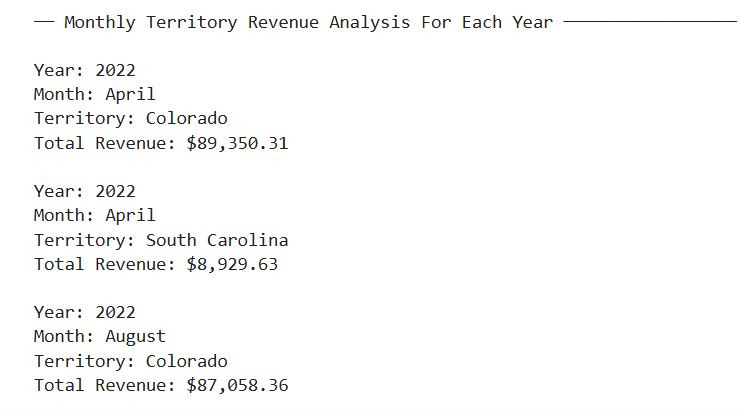 ── Monthly Territory Revenue Analysis For Each Year ─────────────────
Year: 2022
Month: April
Territory: Colorado
Total Revenue: $89,350.31
Year: 2022
Month: April
Territory: South Carolina
Total Revenue: $8,929.63
Year: 2022
Month: August
Territory: Colorado
Total Revenue: $87,058.36